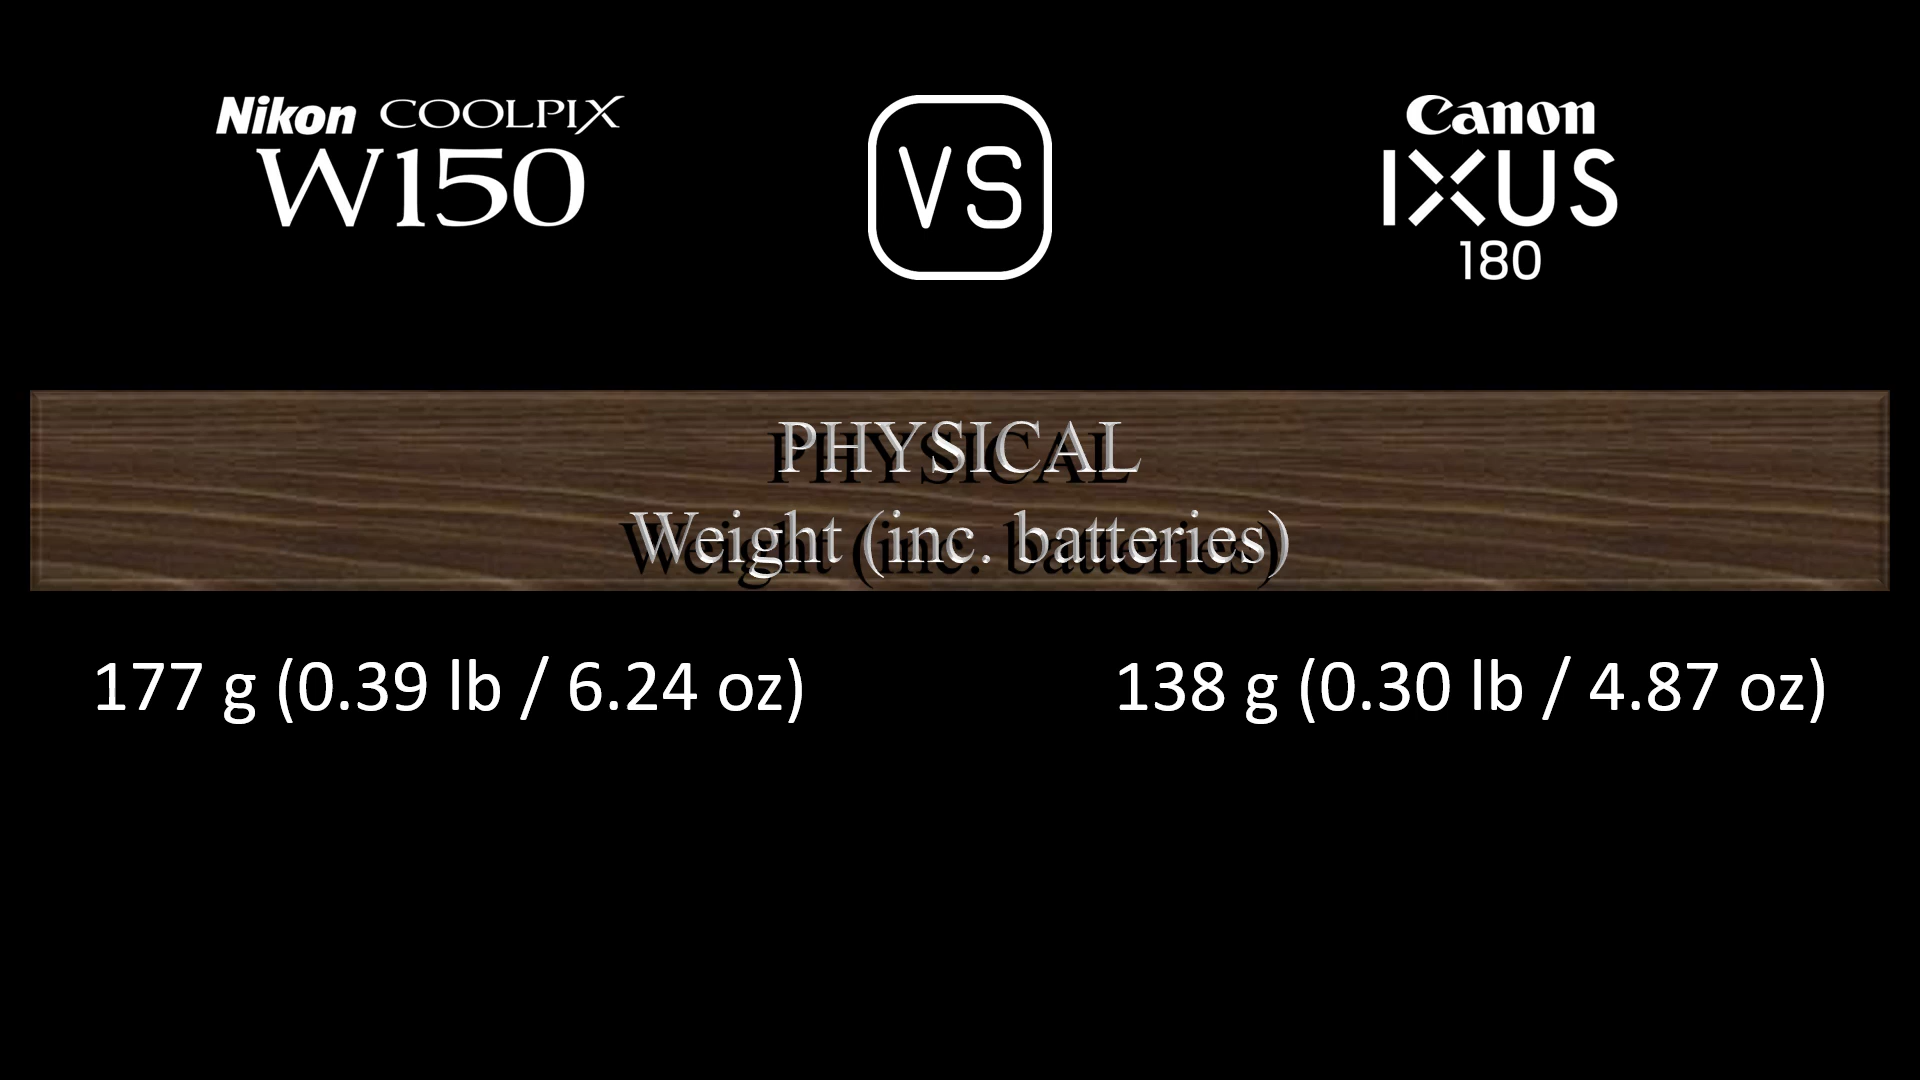 Nikon COOLPIX
W150
VS
Canon
IXUS
180
PHYSICAL
Weight (inc. batteries)
177 g (0.39 lb / 6.24 oz)
138 g (0.30 lb / 4.87 oz)